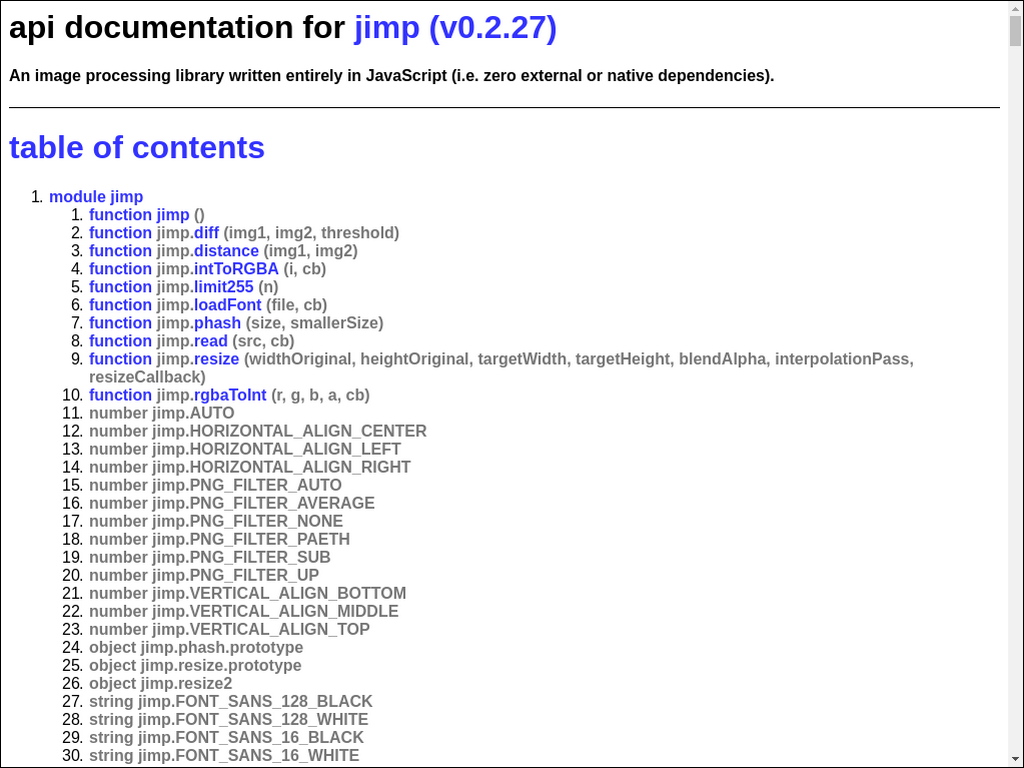 api documentation for jimp (v0.2.27)
An image processing library written entirely in JavaScript (i.e. zero external or native dependencies).
table of contents
1. module jimp
1. function jimp ()
2. function jimp.diff (img1, img2, threshold)
3. function jimp.distance (img1, img2)
4. function jimp.intToRGBA (i, cb)
5. function jimp.limit255 (n)
6. function jimp.loadFont (file, cb)
7. function jimp.phash (size, smallerSize)
8. function jimp.read (src, cb)
9. function jimp.resize (widthOriginal, heightOriginal, targetWidth, targetHeight, blendAlpha, interpolationPass,
resizeCallback)
10. function jimp.rgbaToInt (r, g, b, a, cb)
11. number jimp.AUTO
12. number jimp.HORIZONTAL_ALIGN_CENTER
13. number jimp.HORIZONTAL_ALIGN_LEFT
14. number jimp.HORIZONTAL_ALIGN_RIGHT
15. number jimp.PNG_FILTER_AUTO
16. number jimp.PNG_FILTER_AVERAGE
17. number jimp.PNG_FILTER_NONE
18. number jimp.PNG_FILTER_PAETH
19. number jimp.PNG_FILTER_SUB
20. number jimp.PNG_FILTER_UP
21. number jimp.VERTICAL_ALIGN_BOTTOM
22. number jimp.VERTICAL_ALIGN_MIDDLE
23. number jimp.VERTICAL_ALIGN_TOP
24. object jimp.phash.prototype
25. object jimp.resize.prototype
26. object jimp.resize2
27. string jimp.FONT_SANS_128_BLACK
28. string jimp.FONT_SANS_128_WHITE
29. string jimp.FONT_SANS_16_BLACK
30. string jimp.FONT_SANS_16_WHITE